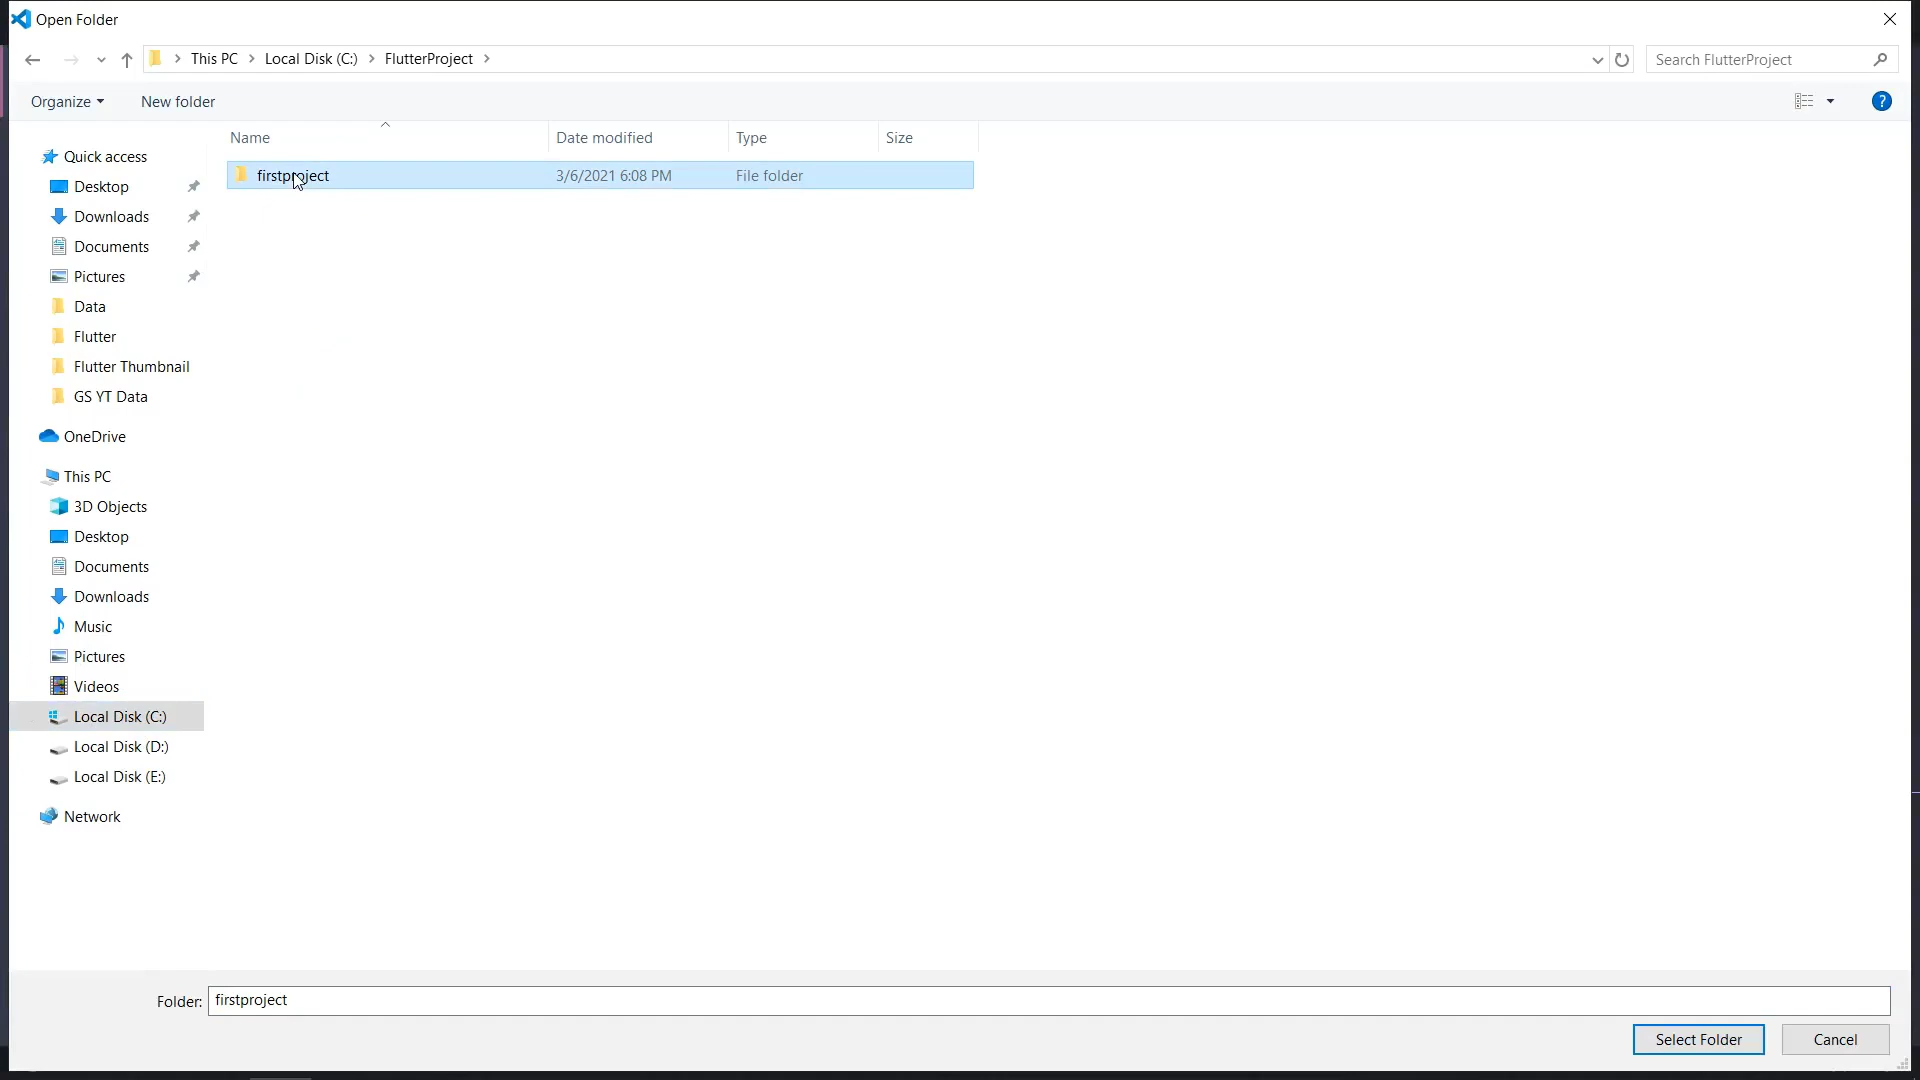 Open Folder
This PC > Local Disk (C:) > FlutterProject >
Search FlutterProject
Organize
New folder
?
Name
Date modified
Type
Size
firstproject
3/6/2021 6:08 PM
File folder
Quick access
Desktop
Downloads
Documents
Pictures
Data
Flutter
Flutter Thumbnail
GS YT Data
OneDrive
This PC
3D Objects
Desktop
Documents
Downloads
Music
Pictures
Videos
Local Disk (C:)
Local Disk (D:)
Local Disk (E:)
Network
Folder: firstproject
Select Folder
Cancel